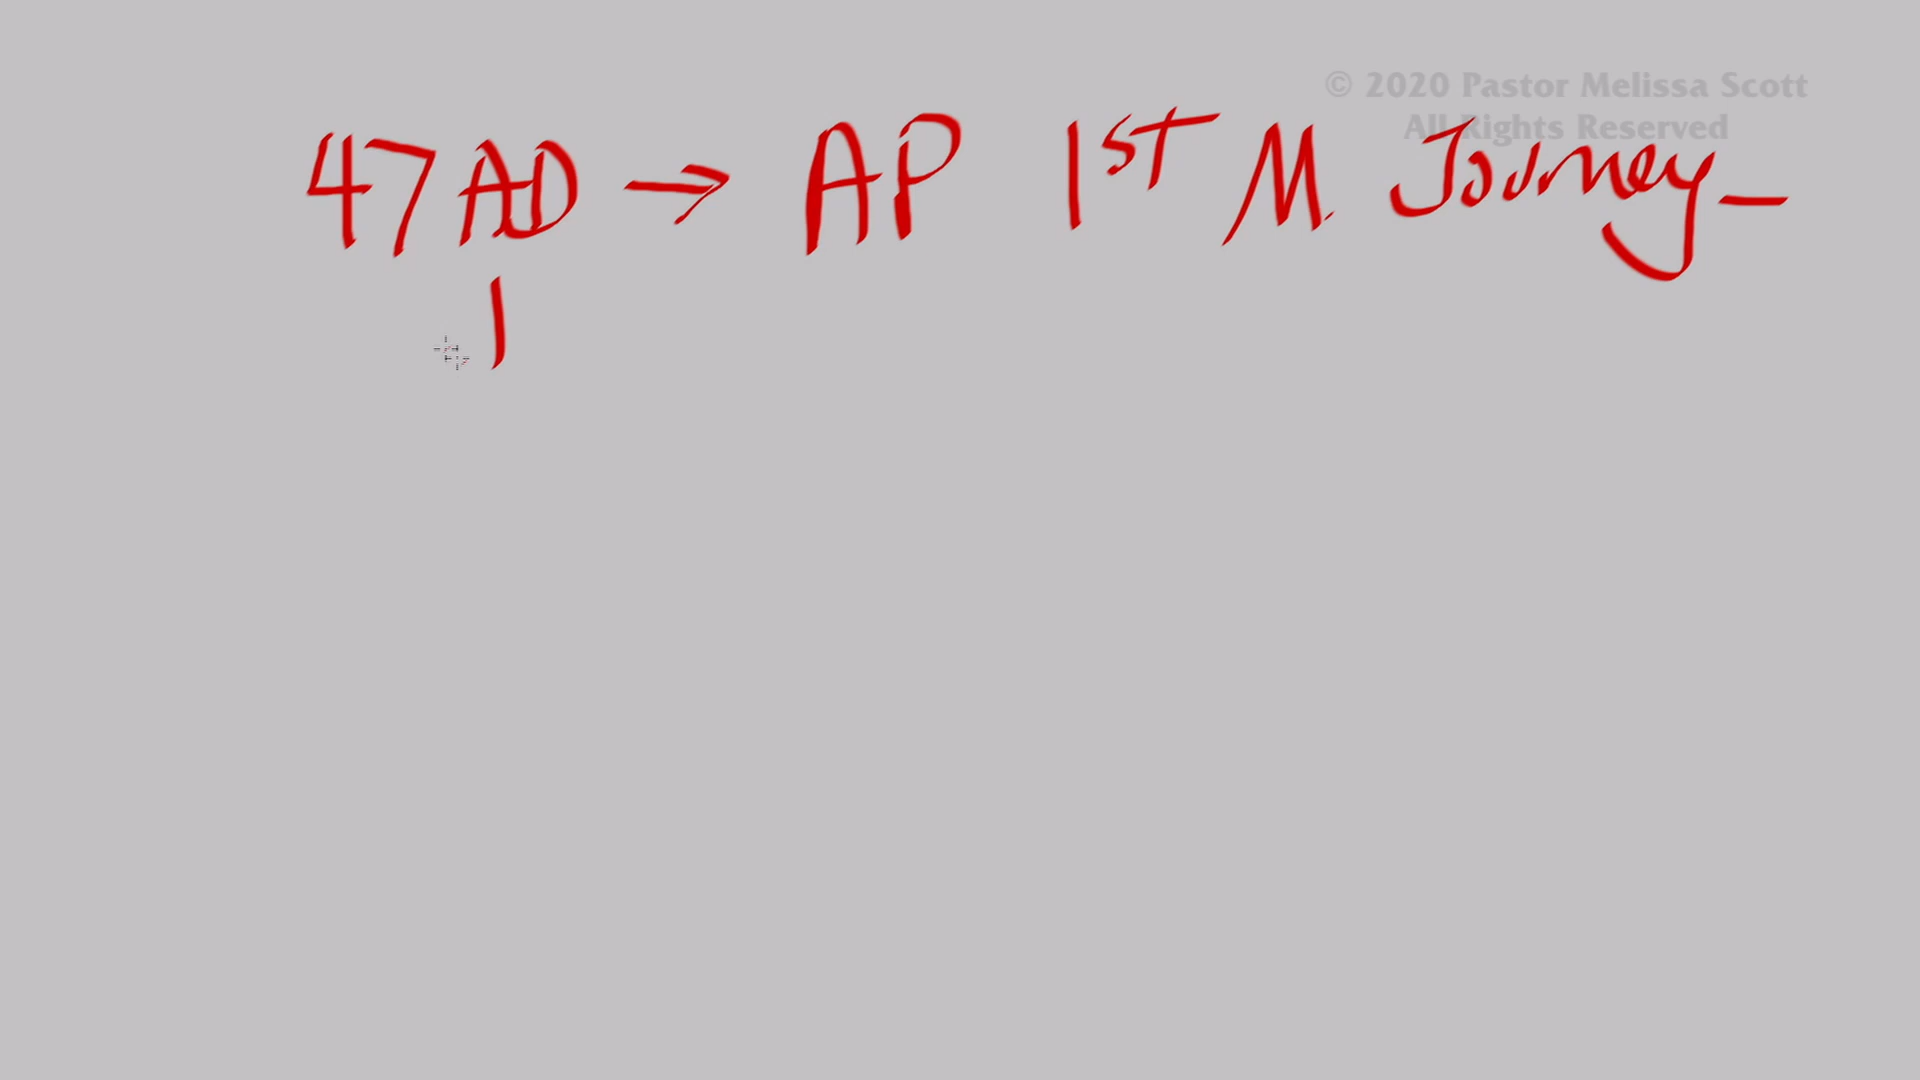 © 2020 Pastor Melissa Scott
All Rights Reserved
47 AD → AP 1st M. Journey –